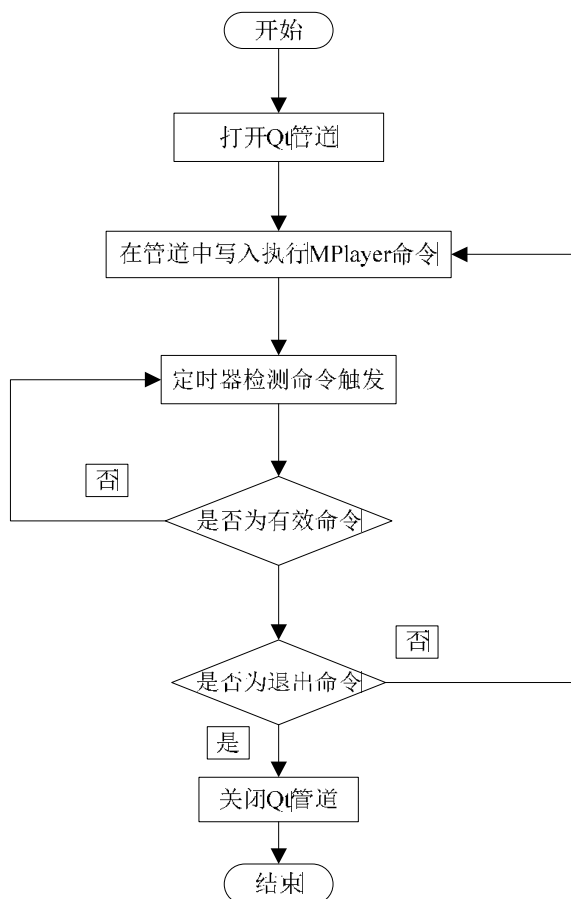 开始
打开Qt管道
在管道中写入执行MPlayer命令
定时器检测命令触发
否
是否为有效命令
否
是否为退出命令
是
关闭Qt管道
结束